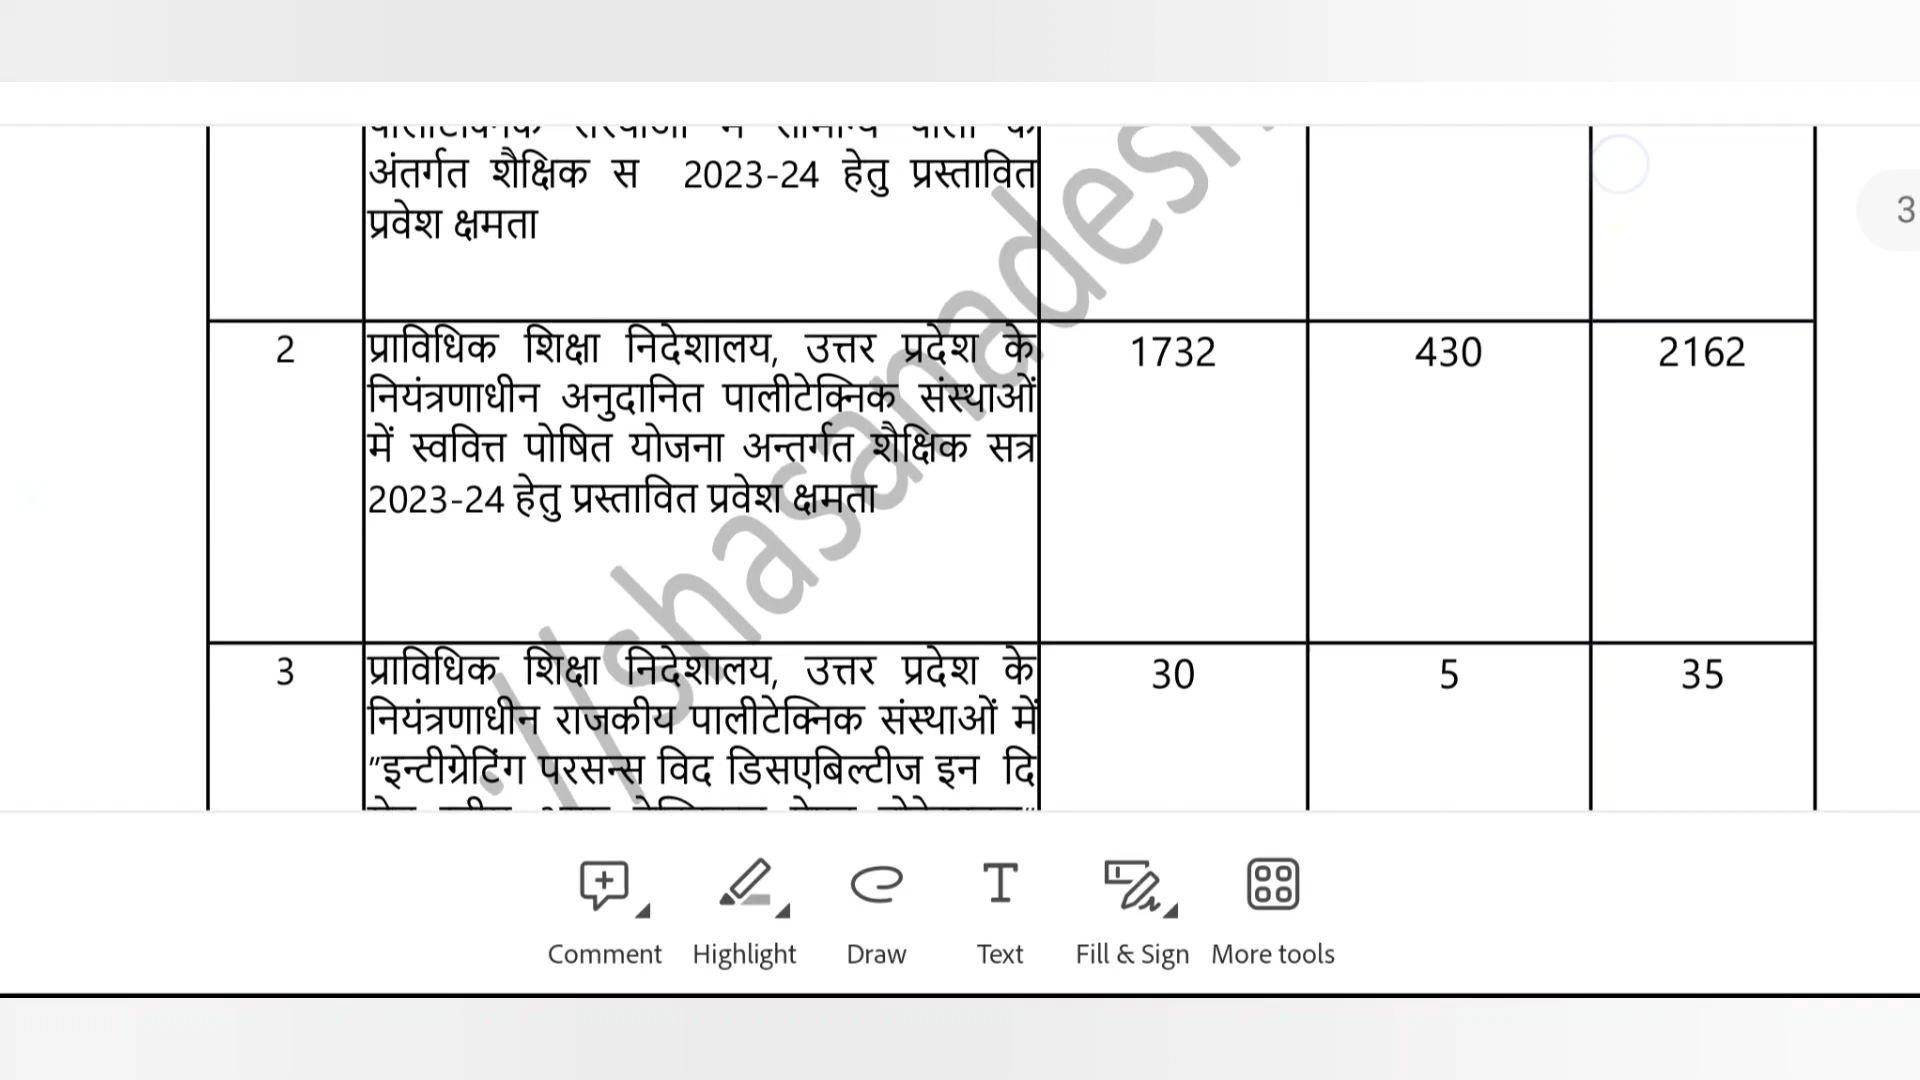 अंतर्गत शैक्षिक स 2023-24 हेतु प्रस्तावित
प्रवेश क्षमता
3
2 प्राविधिक शिक्षा निदेशालय, उत्तर प्रदेश के 1732 430 2162
नियंत्रणाधीन अनुदानित पालीटेक्निक संस्थाओं
में स्ववित्त पोषित योजना अन्तर्गत शैक्षिक सत्र
2023-24 हेतु प्रस्तावित प्रवेश क्षमता
3 प्राविधिक शिक्षा निदेशालय, उत्तर प्रदेश के 30 5 35
नियंत्रणाधीन राजकीय पालीटेक्निक संस्थाओं में
"इन्टीग्रेटिंग परसन्स विद डिसएबिल्टीज इन दि
://shasanades
Comment Highlight Draw Text Fill & Sign More tools